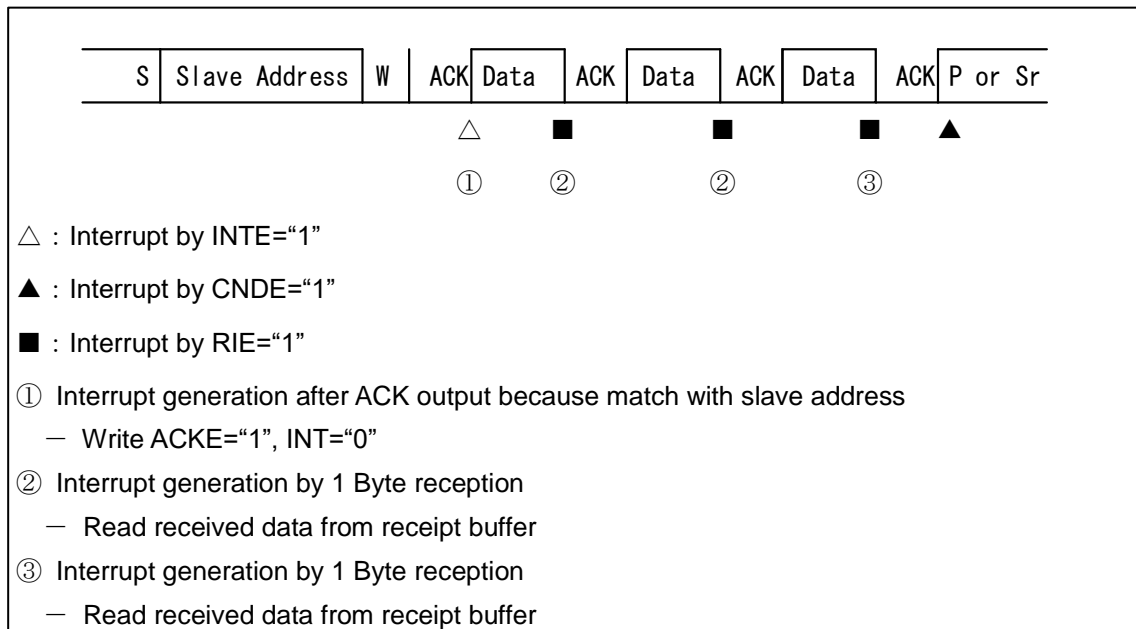 S Slave Address W ACK Data ACK Data ACK Data ACK P or Sr
△ ■ ■ ■ ▲
① ② ② ③
△ : Interrupt by INTE=“1”
▲ : Interrupt by CNDE=“1”
■ : Interrupt by RIE=“1”
① Interrupt generation after ACK output because match with slave address
－ Write ACKE=“1”, INT=“0”
② Interrupt generation by 1 Byte reception
－ Read received data from receipt buffer
③ Interrupt generation by 1 Byte reception
－ Read received data from receipt buffer